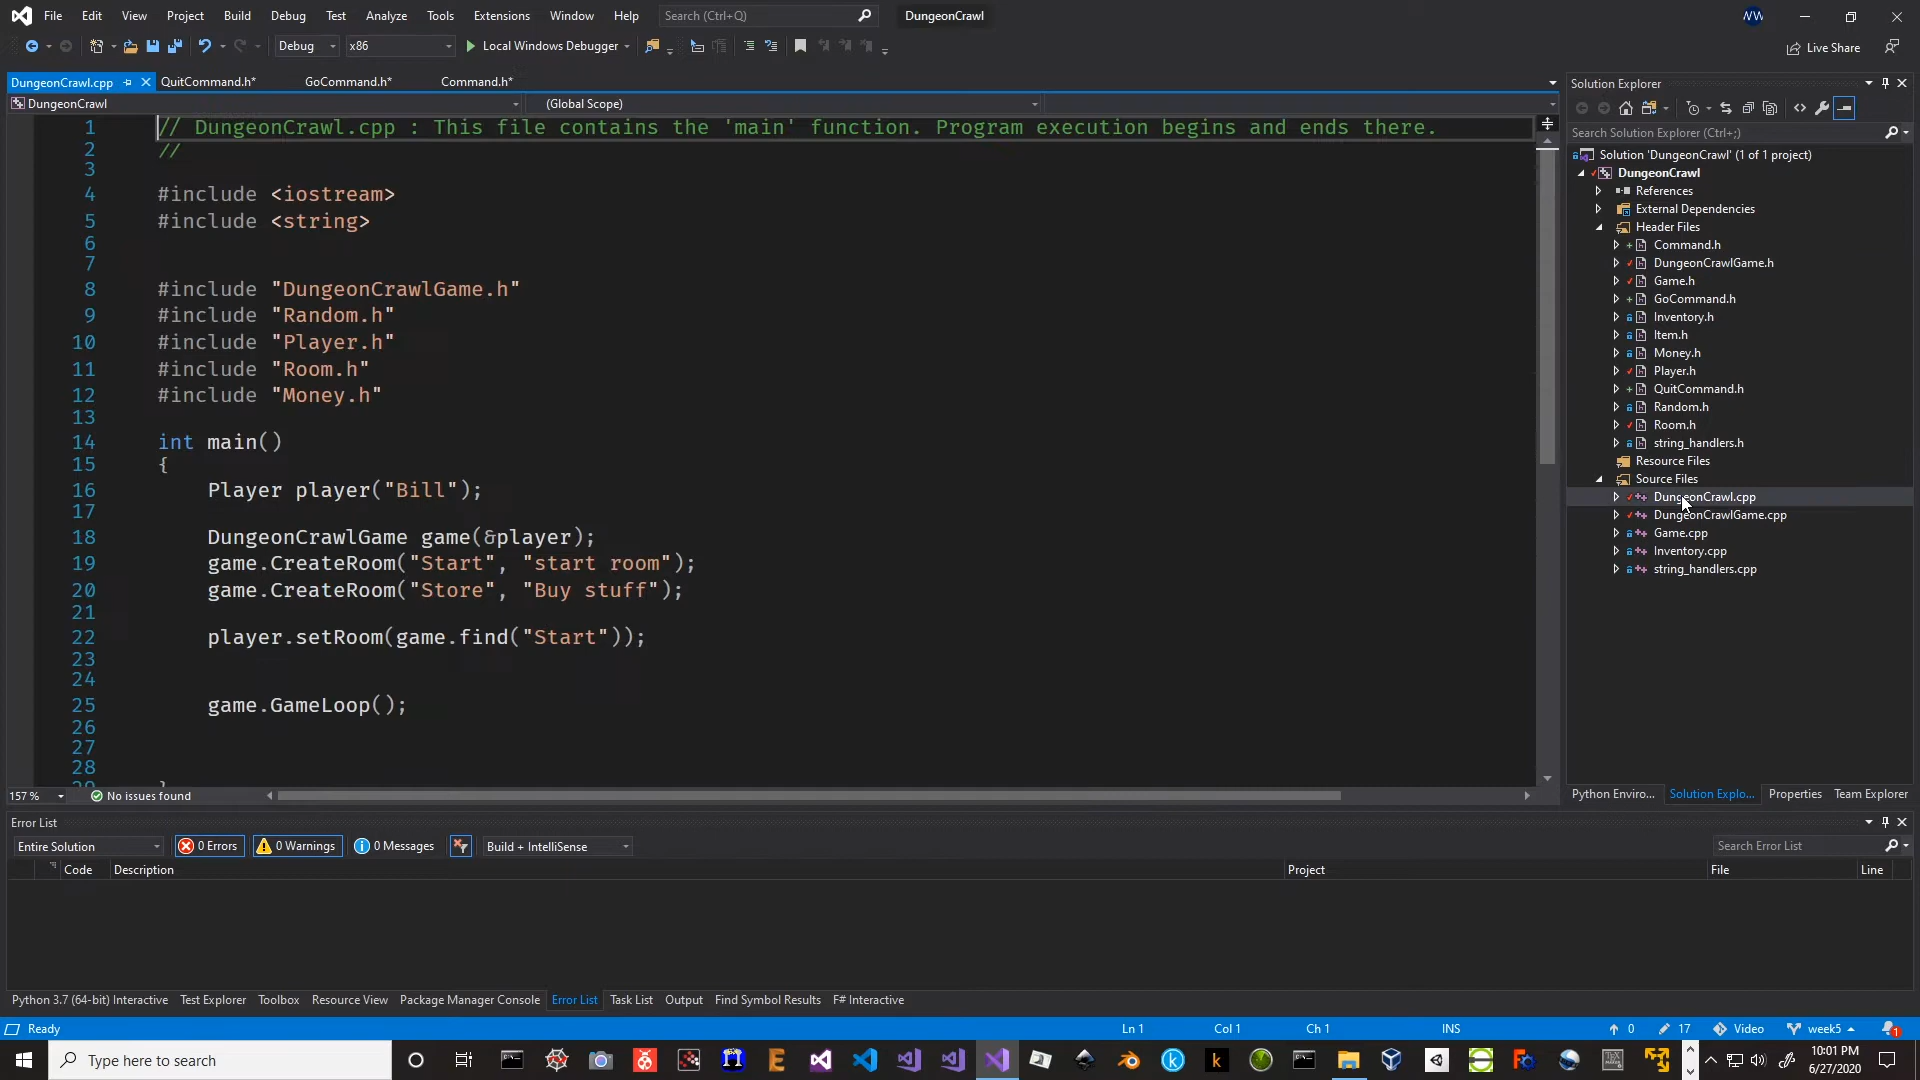 File Edit View Project Build Debug Test Analyze Tools Extensions Window Help Search (Ctrl+Q) DungeonCrawl
Debug x86 Local Windows Debugger Live Share
DungeonCrawl.cpp QuitCommand.h* GoCommand.h* Command.h*
DungeonCrawl (Global Scope)
1 // DungeonCrawl.cpp : This file contains the 'main' function. Program execution begins and ends there.
2 //
3
4 #include <iostream>
5 #include <string>
6
7
8 #include "DungeonCrawlGame.h"
9 #include "Random.h"
10 #include "Player.h"
11 #include "Room.h"
12 #include "Money.h"
13
14 int main()
15 {
16 Player player("Bill");
17
18 DungeonCrawlGame game(&player);
19 game.CreateRoom("Start", "start room");
20 game.CreateRoom("Store", "Buy stuff");
21
22 player.setRoom(game.find("Start"));
23
24
25 game.GameLoop();
26
27
28
157 % No issues found
Solution Explorer
Search Solution Explorer (Ctrl+;)
Solution 'DungeonCrawl' (1 of 1 project)
DungeonCrawl
References
External Dependencies
Header Files
Command.h
DungeonCrawlGame.h
Game.h
GoCommand.h
Inventory.h
Item.h
Money.h
Player.h
QuitCommand.h
Random.h
Room.h
string_handlers.h
Resource Files
Source Files
DungeonCrawl.cpp
DungeonCrawlGame.cpp
Game.cpp
Inventory.cpp
string_handlers.cpp
Python Enviro... Solution Explo... Properties Team Explorer
Error List
Entire Solution 0 Errors 0 Warnings 0 Messages Build + IntelliSense Search Error List
Code Description Project File Line
Python 3.7 (64-bit) Interactive Test Explorer Toolbox Resource View Package Manager Console Error List Task List Output Find Symbol Results F# Interactive
Ready Ln 1 Col 1 Ch 1 INS 0 17 Video week5 1
Type here to search
10:01 PM
6/27/2020